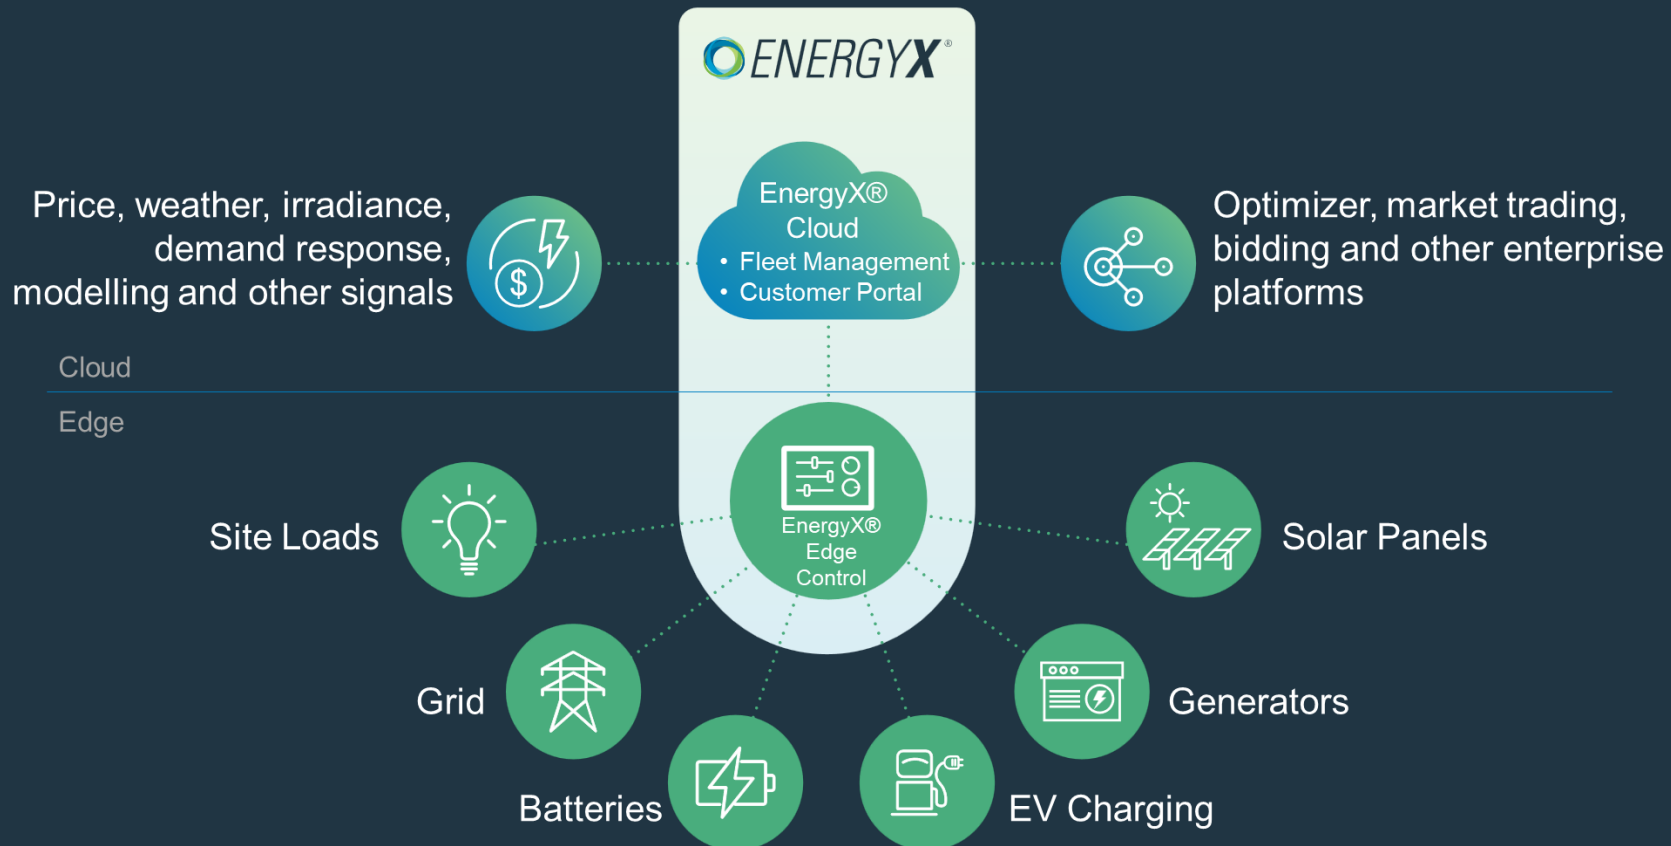 ENERGYX®
Price, weather, irradiance,
demand response,
modelling and other signals
$
EnergyX®
Cloud
• Fleet Management
• Customer Portal
Optimizer, market trading,
bidding and other enterprise
platforms
Cloud
Edge
EnergyX®
Edge
Control
Site Loads
Solar Panels
Grid
Generators
Batteries
EV Charging